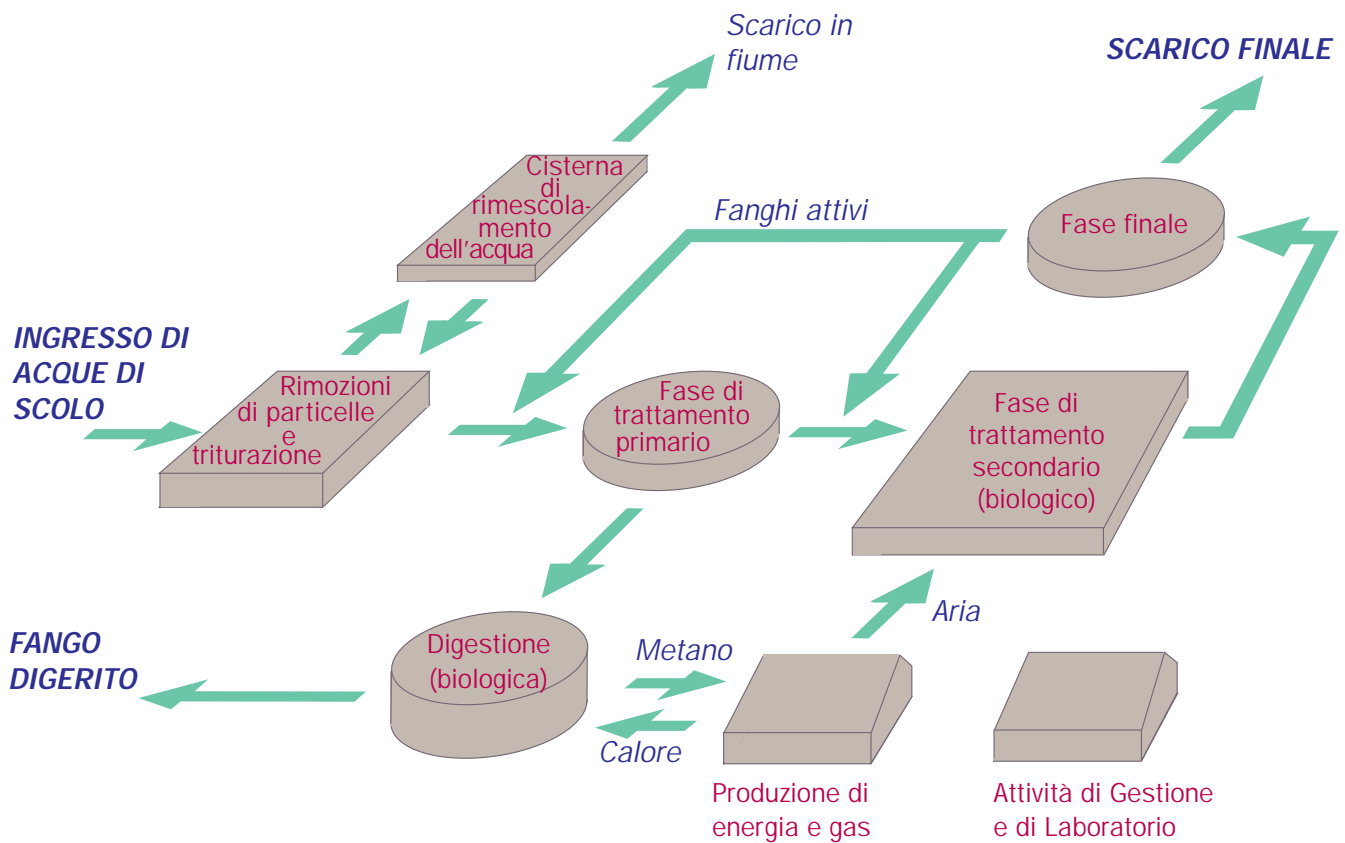 Scarico in
fiume
SCARICO FINALE
Cisterna
di
rimescola-
mento
dell'acqua
Fanghi attivi
Fase finale
INGRESSO DI
ACQUE DI
SCOLO
Rimozioni
di particelle
e
triturazione
Fase di
trattamento
primario
Fase di
trattamento
secondario
(biologico)
FANGO
DIGERITO
Digestione
(biologica)
Metano
Calore
Aria
Produzione di
energia e gas
Attività di Gestione
e di Laboratorio